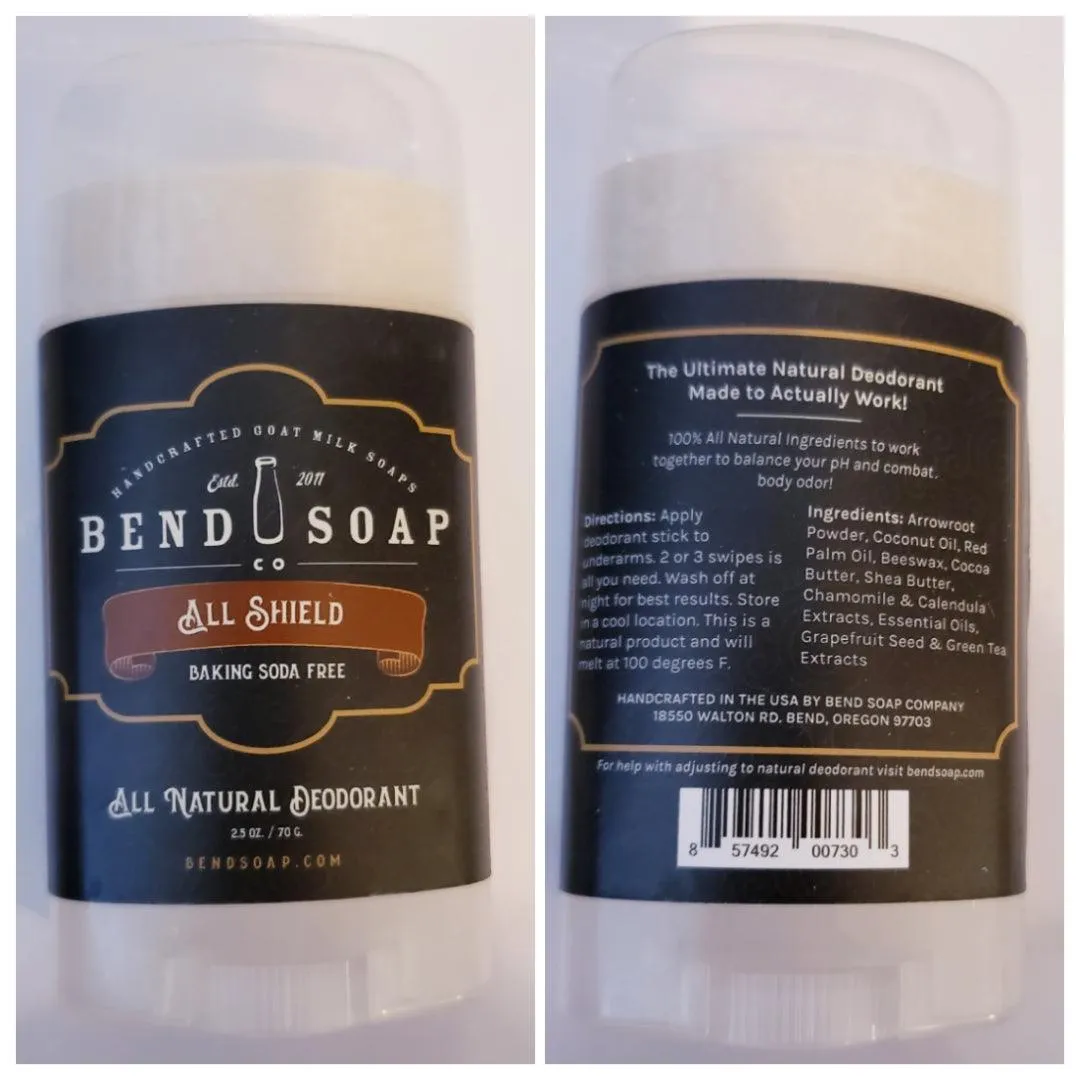 HANDCRAFTED GOAT MILK SOAPS
Estd. 2011
BEND SOAP
CO
ALL SHIELD
BAKING SODA FREE
ALL NATURAL DEODORANT
2.5 OZ. / 70 G.
BENDSOAP.COM
The Ultimate Natural Deodorant
Made to Actually Work!
100% All Natural Ingredients to work
together to balance your pH and combat
body odor!
Directions: Apply
deodorant stick to
underarms. 2 or 3 swipes is
all you need. Wash off at
night for best results. Store
in a cool location. This is a
natural product and will
melt at 100 degrees F.
Ingredients: Arrowroot
Powder, Coconut Oil, Red
Palm Oil, Beeswax, Cocoa
Butter, Shea Butter,
Chamomile & Calendula
Extracts, Essential Oils,
Grapefruit Seed & Green Tea
Extracts
HANDCRAFTED IN THE USA BY BEND SOAP COMPANY
18550 WALTON RD, BEND, OREGON 97703
For help with adjusting to natural deodorant visit bendsoap.com
8 57492 00730 3